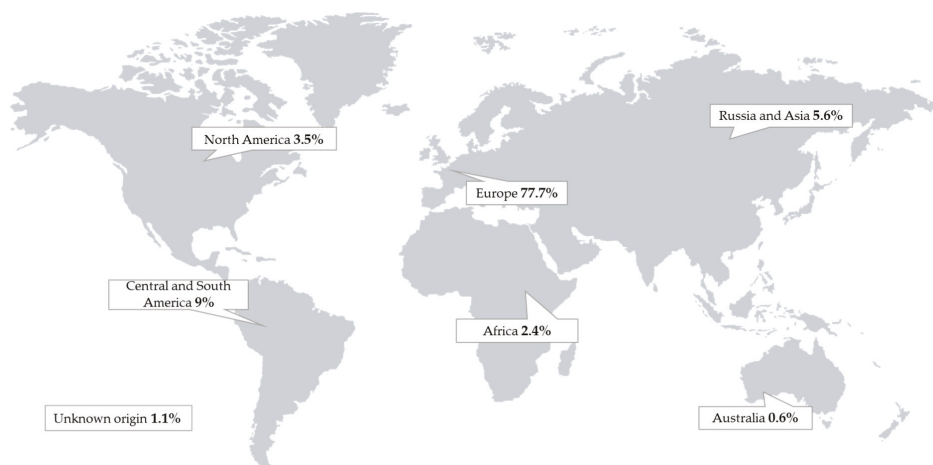 Russia and Asia 5.6%
North America 3.5%
Europe 77.7%
Central and South
America 9%
Africa 2.4%
Unknown origin 1.1%
Australia 0.6%